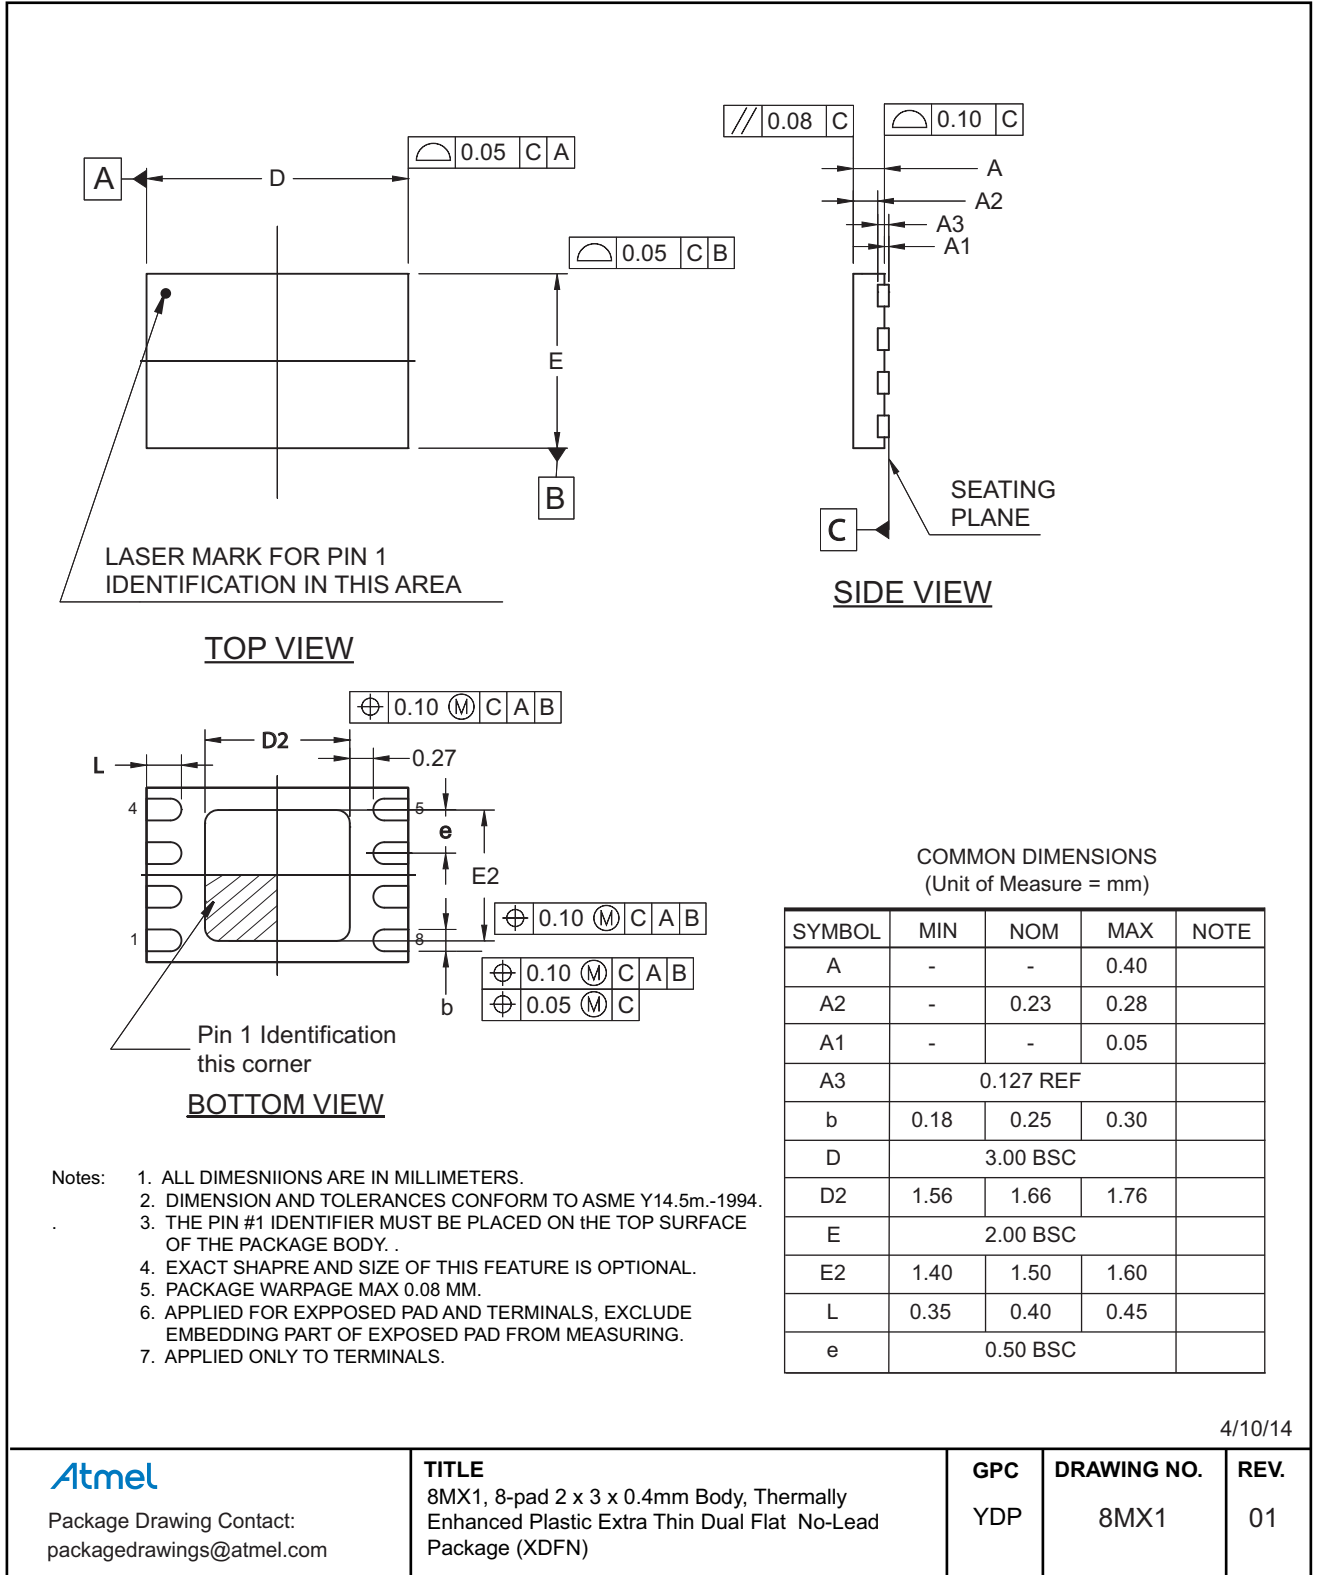 // 0.08 C
⌓ 0.10 C
⌓ 0.05 C A
A
D
A
A2
A3
A1
⌓ 0.05 C B
E
B
SEATING
PLANE
C
LASER MARK FOR PIN 1
IDENTIFICATION IN THIS AREA
SIDE VIEW
TOP VIEW
⌖ 0.10 Ⓜ C A B
D2
L
0.27
4
5
e
E2
⌖ 0.10 Ⓜ C A B
1
8
⌖ 0.10 Ⓜ C A B
⌖ 0.05 Ⓜ C
b
Pin 1 Identification
this corner
BOTTOM VIEW
COMMON DIMENSIONS
(Unit of Measure = mm)
SYMBOL MIN NOM MAX NOTE
A - - 0.40
A2 - 0.23 0.28
A1 - - 0.05
A3 0.127 REF
b 0.18 0.25 0.30
D 3.00 BSC
D2 1.56 1.66 1.76
E 2.00 BSC
E2 1.40 1.50 1.60
L 0.35 0.40 0.45
e 0.50 BSC
Notes: 1. ALL DIMESNIIONS ARE IN MILLIMETERS.
2. DIMENSION AND TOLERANCES CONFORM TO ASME Y14.5m.-1994.
. 3. THE PIN #1 IDENTIFIER MUST BE PLACED ON tHE TOP SURFACE
OF THE PACKAGE BODY. .
4. EXACT SHAPRE AND SIZE OF THIS FEATURE IS OPTIONAL.
5. PACKAGE WARPAGE MAX 0.08 MM.
6. APPLIED FOR EXPPOSED PAD AND TERMINALS, EXCLUDE
EMBEDDING PART OF EXPOSED PAD FROM MEASURING.
7. APPLIED ONLY TO TERMINALS.
4/10/14
Atmel
Package Drawing Contact:
packagedrawings@atmel.com
TITLE
8MX1, 8-pad 2 x 3 x 0.4mm Body, Thermally
Enhanced Plastic Extra Thin Dual Flat No-Lead
Package (XDFN)
GPC
YDP
DRAWING NO.
8MX1
REV.
01